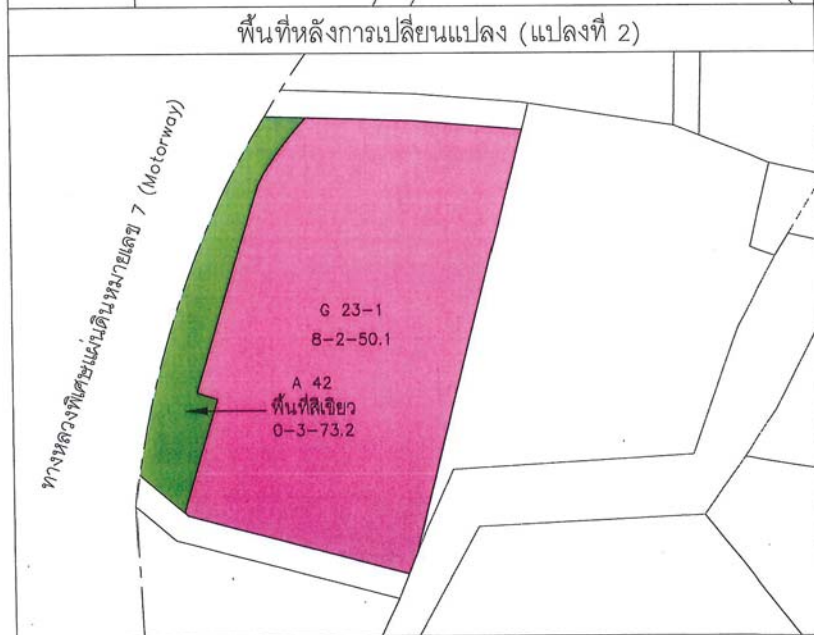 พื้นที่หลังการเปลี่ยนแปลง (แปลงที่ 2)
ทางหลวงพิเศษแผ่นดินหมายเลข 7 (Motorway)
G 23-1
8-2-50.1
A 42
พื้นที่สีเขียว
0-3-73.2